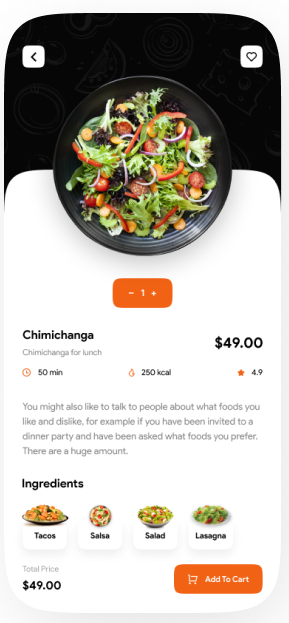 - 1 +
Chimichanga
$49.00
Chimichanga for lunch
50 min
250 kcal
4.9
You might also like to talk to people about what foods you
like and dislike, for example if you have been invited to a
dinner party and have been asked what foods you prefer.
There are a huge amount.
Ingredients
Tacos
Salsa
Salad
Lasagna
Total Price
$49.00
Add To Cart